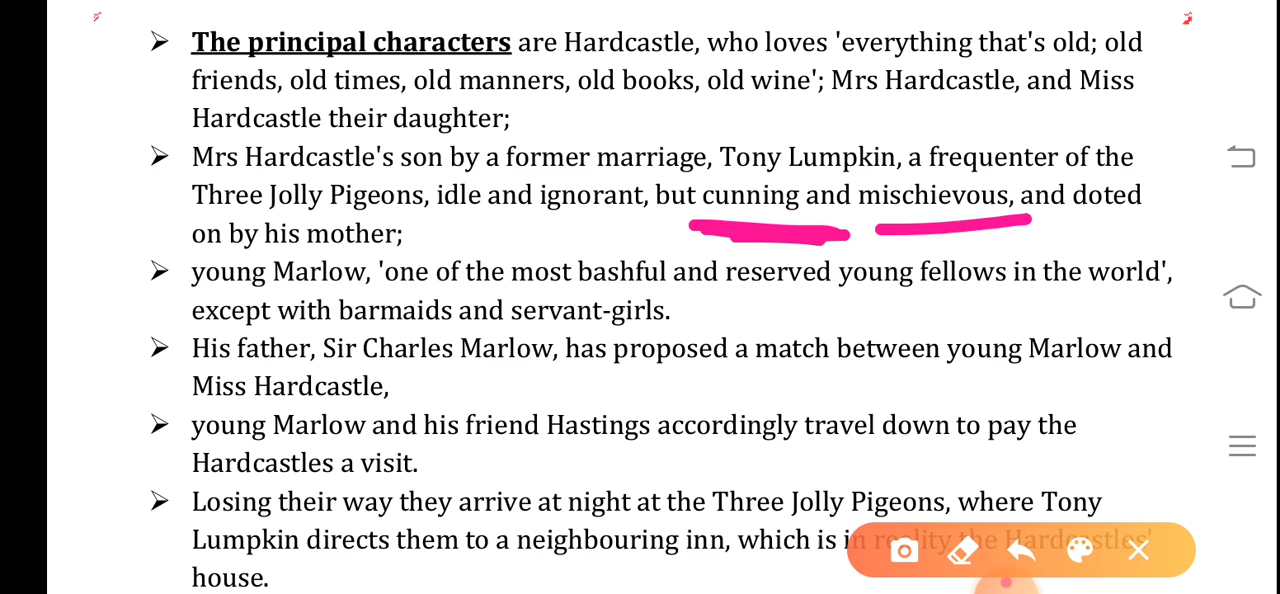 The principal characters are Hardcastle, who loves 'everything that's old; old
friends, old times, old manners, old books, old wine'; Mrs Hardcastle, and Miss
Hardcastle their daughter;
Mrs Hardcastle's son by a former marriage, Tony Lumpkin, a frequenter of the
Three Jolly Pigeons, idle and ignorant, but cunning and mischievous, and doted
on by his mother;
young Marlow, 'one of the most bashful and reserved young fellows in the world',
except with barmaids and servant-girls.
His father, Sir Charles Marlow, has proposed a match between young Marlow and
Miss Hardcastle,
young Marlow and his friend Hastings accordingly travel down to pay the
Hardcastles a visit.
Losing their way they arrive at night at the Three Jolly Pigeons, where Tony
Lumpkin directs them to a neighbouring inn, which is in reality the Hardcastles'
house.